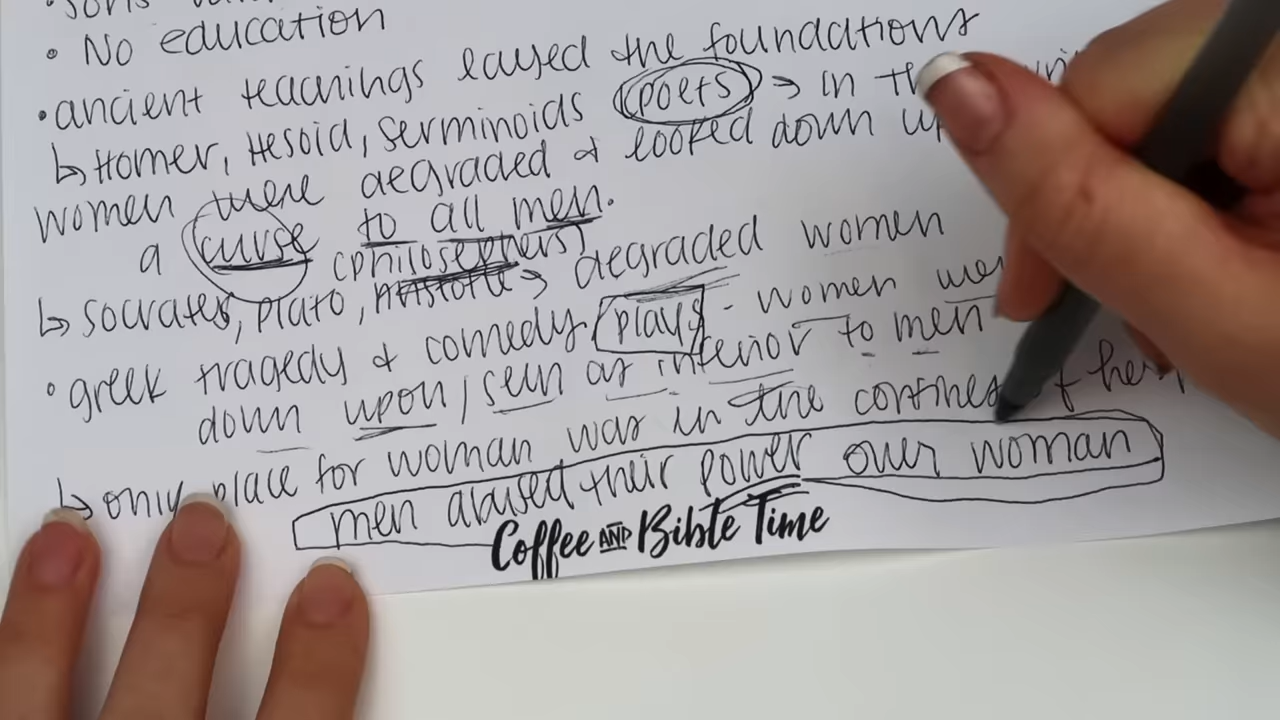 • No education
• ancient teachings layed the foundations
↳ Homer, Hesoid, Serminoids (poets) → in
women were degraded & looked down
a curse to all men.
(philosophers)
↳ Socrates, Plato, Aristotle → degraded women
• greek tragedy & comedy plays - women
down upon / seen as inferior to men
↳ only place for woman was in the confines of
men abused their power over woman
Coffee AND Bible Time